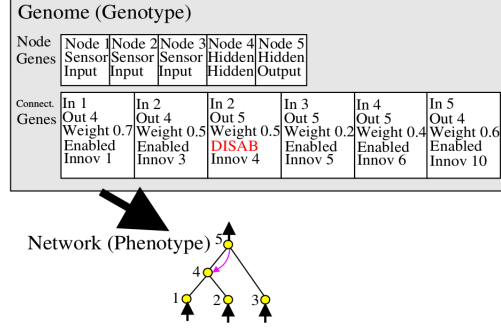 Genome (Genotype)
Node Genes
Node 1 Sensor Input
Node 2 Sensor Input
Node 3 Sensor Input
Node 4 Hidden Hidden
Node 5 Hidden Output
Connect. Genes
In 1
Out 4
Weight 0.7
Enabled
Innov 1
In 2
Out 4
Weight 0.5
Enabled
Innov 3
In 2
Out 5
Weight 0.5
DISAB
Innov 4
In 3
Out 5
Weight 0.2
Enabled
Innov 5
In 4
Out 5
Weight 0.4
Enabled
Innov 6
In 5
Out 4
Weight 0.6
Enabled
Innov 10
Network (Phenotype)
5
4
1
2
3